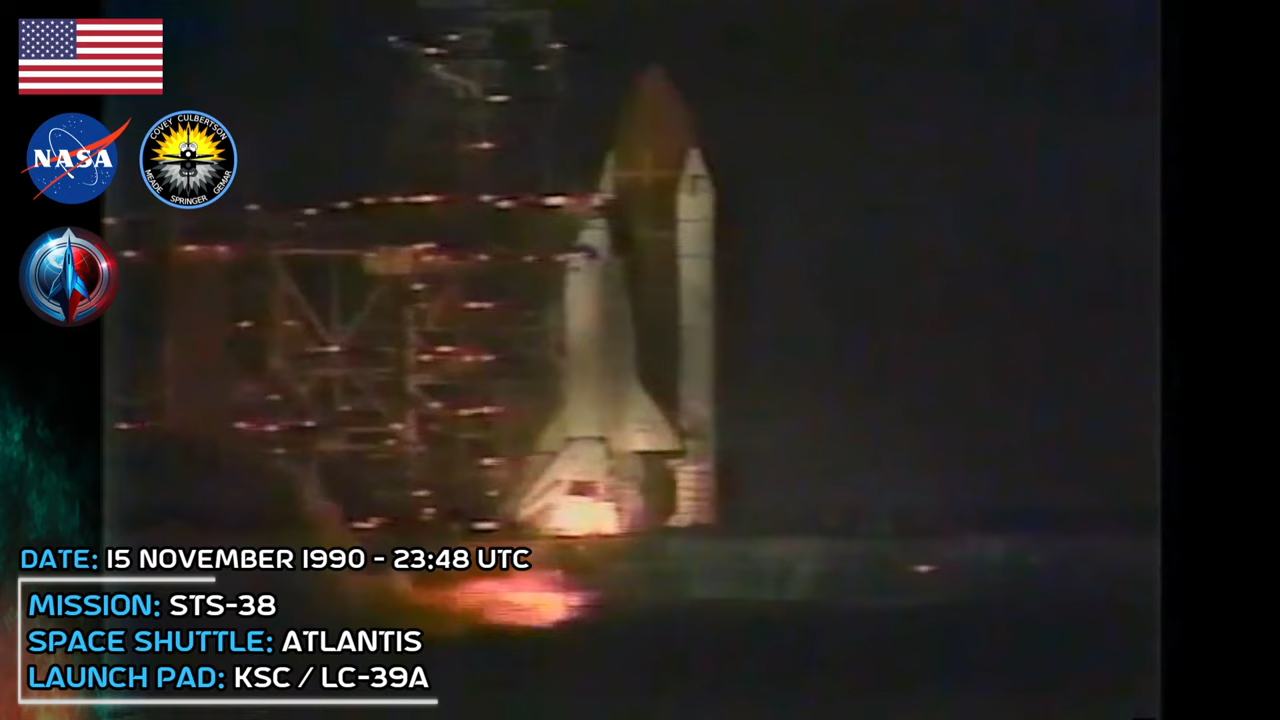 NASA
COVEY CULBERTSON
MEADE SPRINGER GEMAR
DATE: 15 NOVEMBER 1990 - 23:48 UTC
MISSION: STS-38
SPACE SHUTTLE: ATLANTIS
LAUNCH PAD: KSC / LC-39A